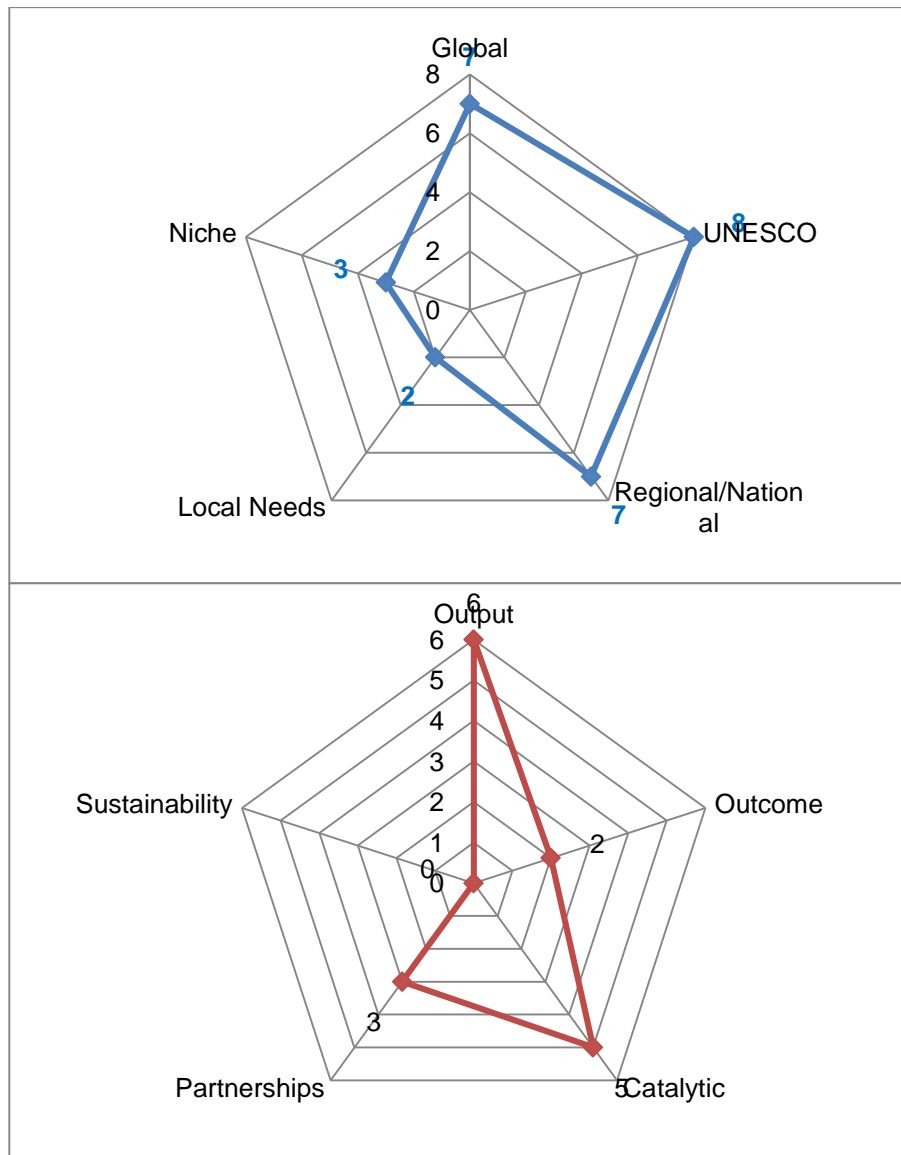 Global
7
8
6
4
2
0
UNESCO
8
Niche
3
2
Local Needs
Regional/Nation
al
7
Output
6
6
5
4
3
2
1
0
0
Sustainability
Outcome
2
3
Partnerships
5
Catalytic